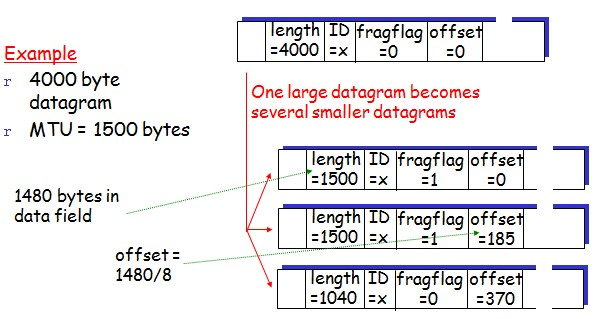 length ID fragflag offset
=4000 =x =0 =0
Example
r 4000 byte
datagram
r MTU = 1500 bytes
One large datagram becomes
several smaller datagrams
length ID fragflag offset
=1500 =x =1 =0
1480 bytes in
data field
length ID fragflag offset
=1500 =x =1 =185
offset =
1480/8
length ID fragflag offset
=1040 =x =0 =370